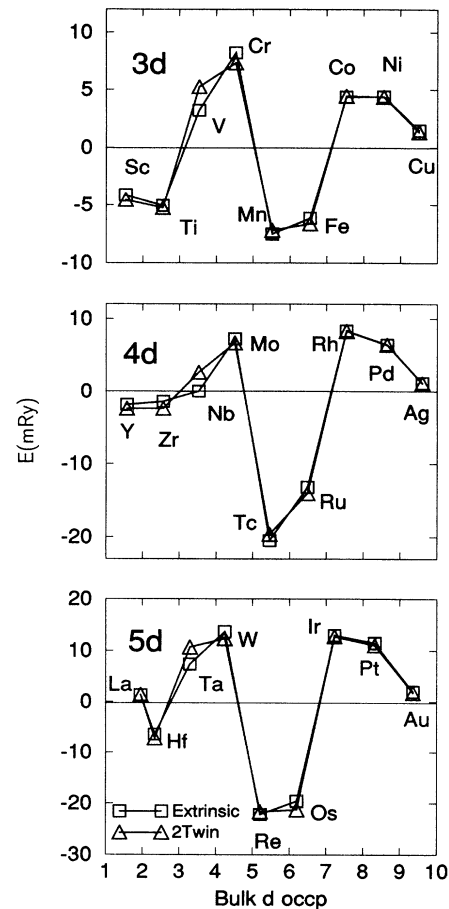 3d
10
5
0
-5
-10
Sc
Ti
V
Cr
Mn
Fe
Co
Ni
Cu
4d
10
0
-10
-20
Y
Zr
Nb
Mo
Tc
Ru
Rh
Pd
Ag
E(mRy)
5d
20
10
0
-10
-20
-30
La
Hf
Ta
W
Re
Os
Ir
Pt
Au
Extrinsic
2Twin
1 2 3 4 5 6 7 8 9 10
Bulk d occp